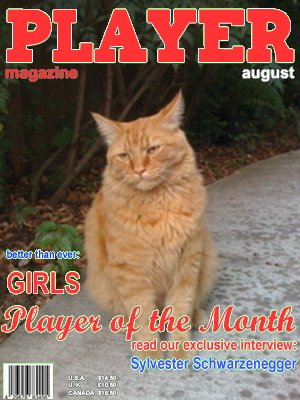 PLAYER
magazine august
better than ever:
GIRLS
Player of the Month
read our exclusive interview:
Sylvester Schwarzenegger
U.S.A. $14.50
U.K. £10.50
CANADA $19.50